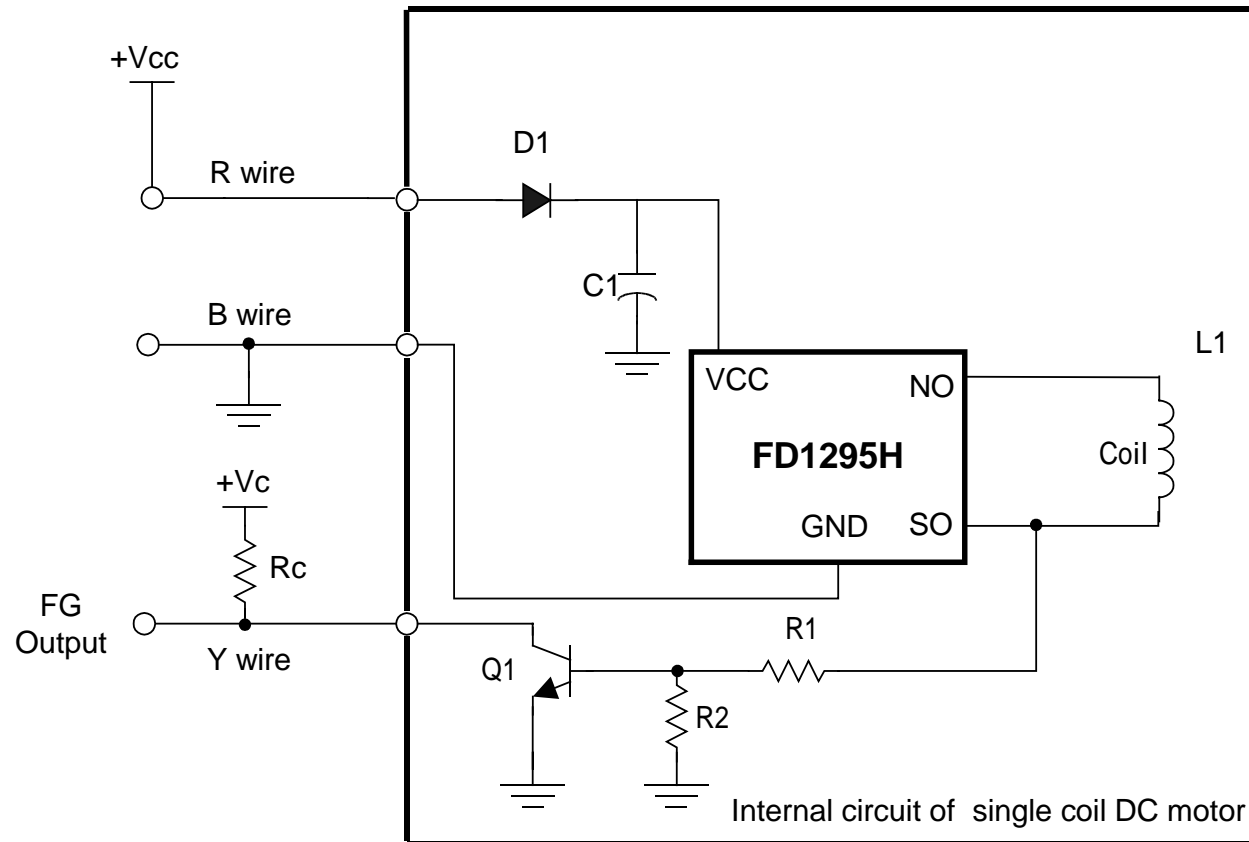 +Vcc
R wire
D1
C1
B wire
L1
VCC
NO
FD1295H
Coil
GND
SO
+Vc
Rc
FG
Output
Y wire
Q1
R1
R2
Internal circuit of single coil DC motor